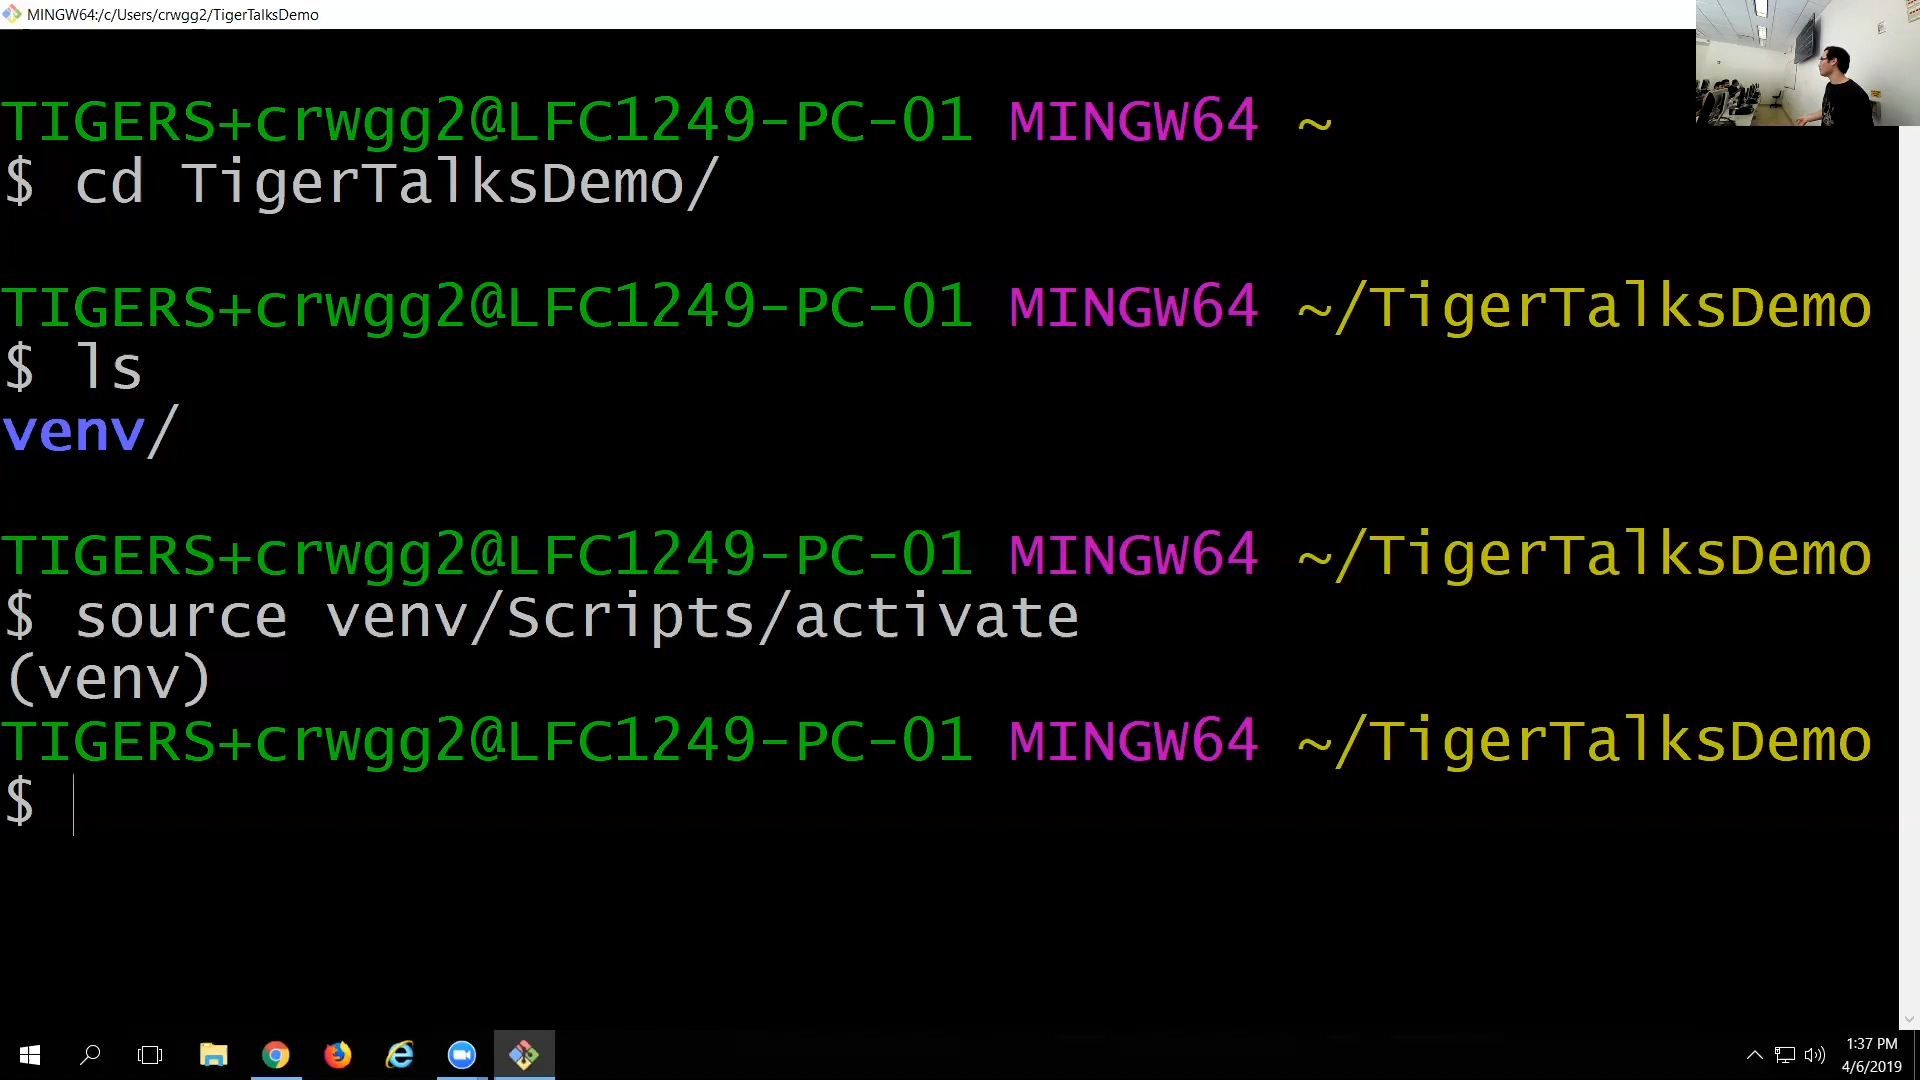 MINGW64:/c/Users/crwgg2/TigerTalksDemo
TIGERS+crwgg2@LFC1249-PC-01 MINGW64 ~
$ cd TigerTalksDemo/
TIGERS+crwgg2@LFC1249-PC-01 MINGW64 ~/TigerTalksDemo
$ ls
venv/
TIGERS+crwgg2@LFC1249-PC-01 MINGW64 ~/TigerTalksDemo
$ source venv/Scripts/activate
(venv)
TIGERS+crwgg2@LFC1249-PC-01 MINGW64 ~/TigerTalksDemo
$
1:37 PM
4/6/2019